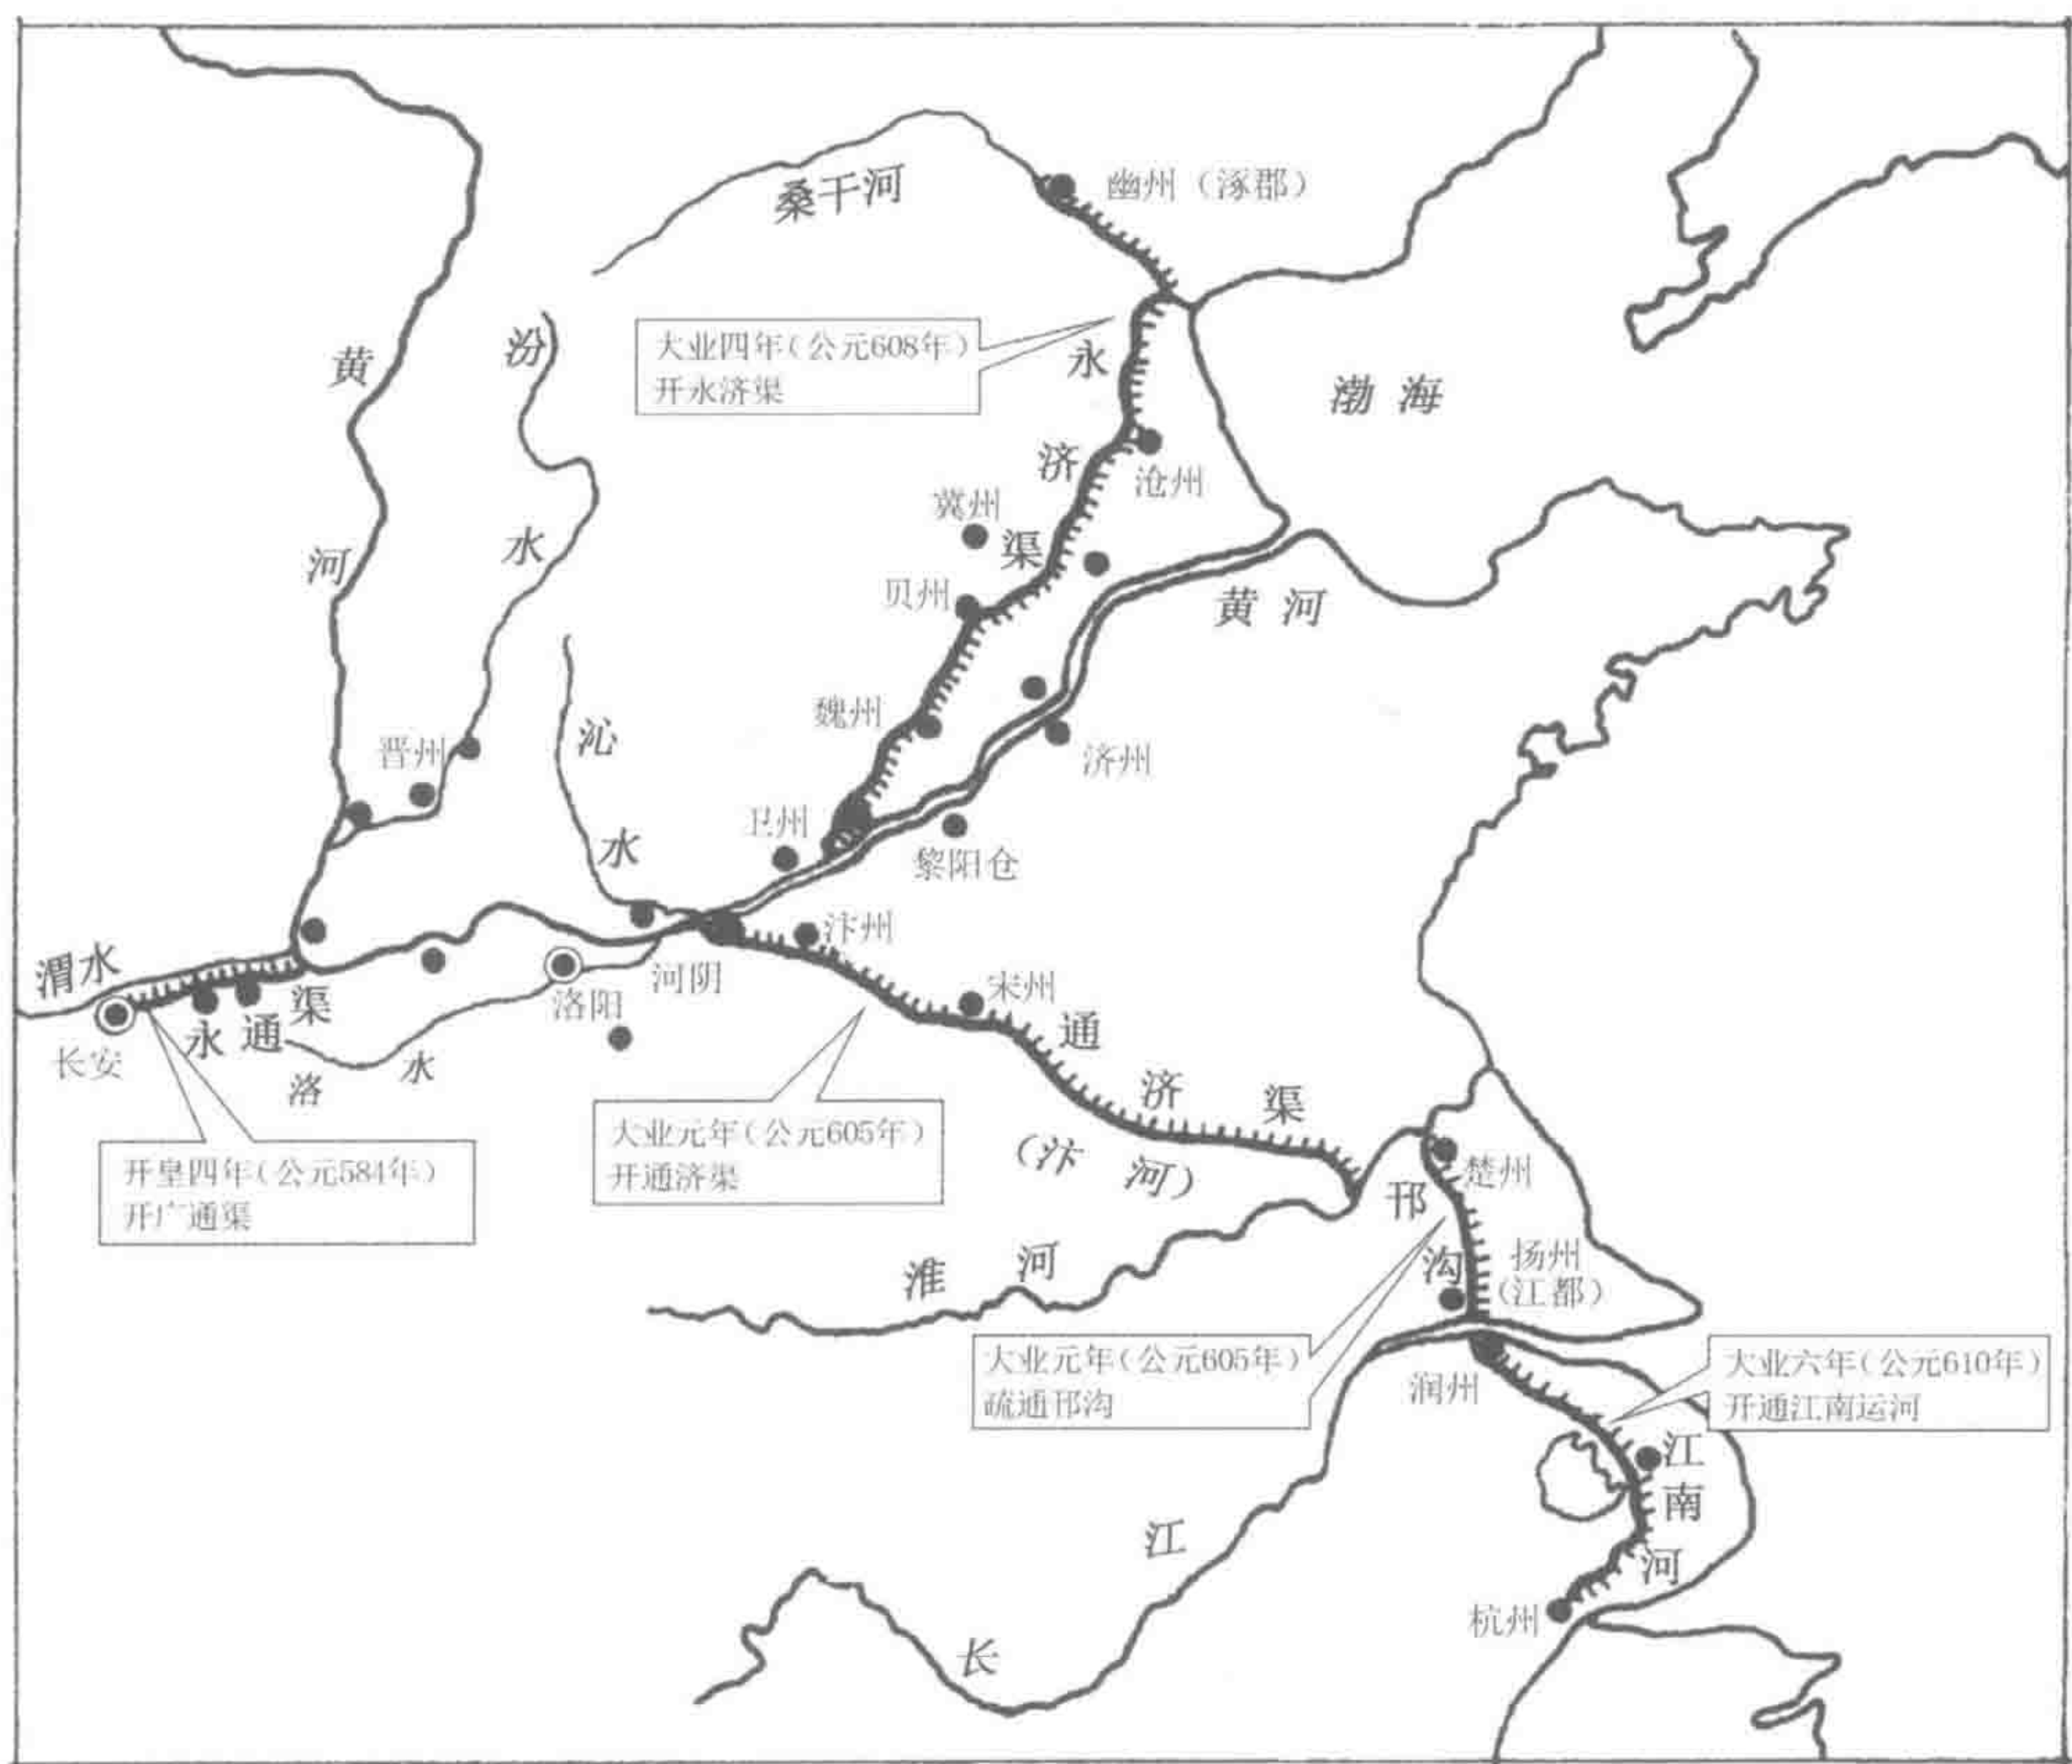 桑干河
幽州（涿郡）
黄河
汾水
大业四年（公元608年）
开永济渠
永济渠
渤海
沧州
冀州
贝州
黄河
沁水
魏州
晋州
济州
卫州
黎阳仓
渭水
汴州
河阴
洛阳
宋州
永通渠
长安
洛水
通济渠
（汴河）
大业元年（公元605年）
开通济渠
开皇四年（公元584年）
开广通渠
楚州
邗沟
淮河
扬州
（江都）
大业元年（公元605年）
疏通邗沟
润州
大业六年（公元610年）
开通江南运河
江南河
长江
杭州